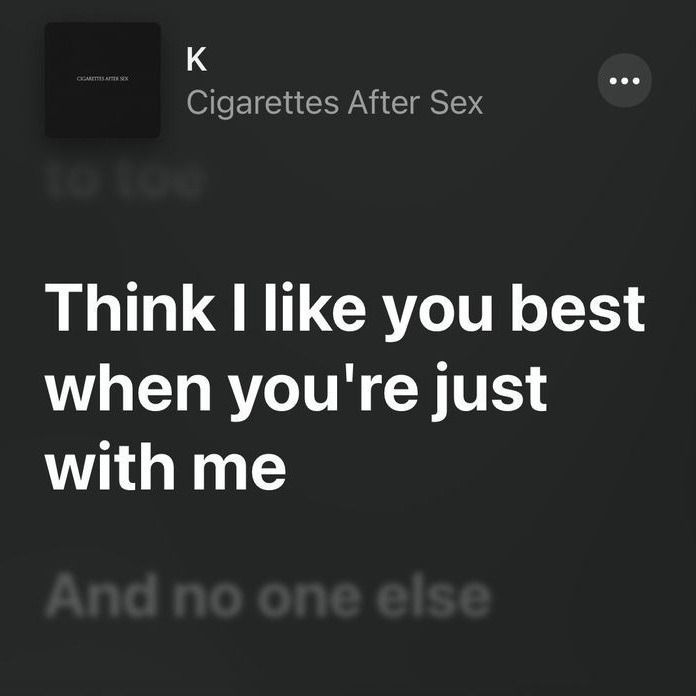 CIGARETTES AFTER SEX
K
Cigarettes After Sex
to toe
Think I like you best
when you're just
with me
And no one else